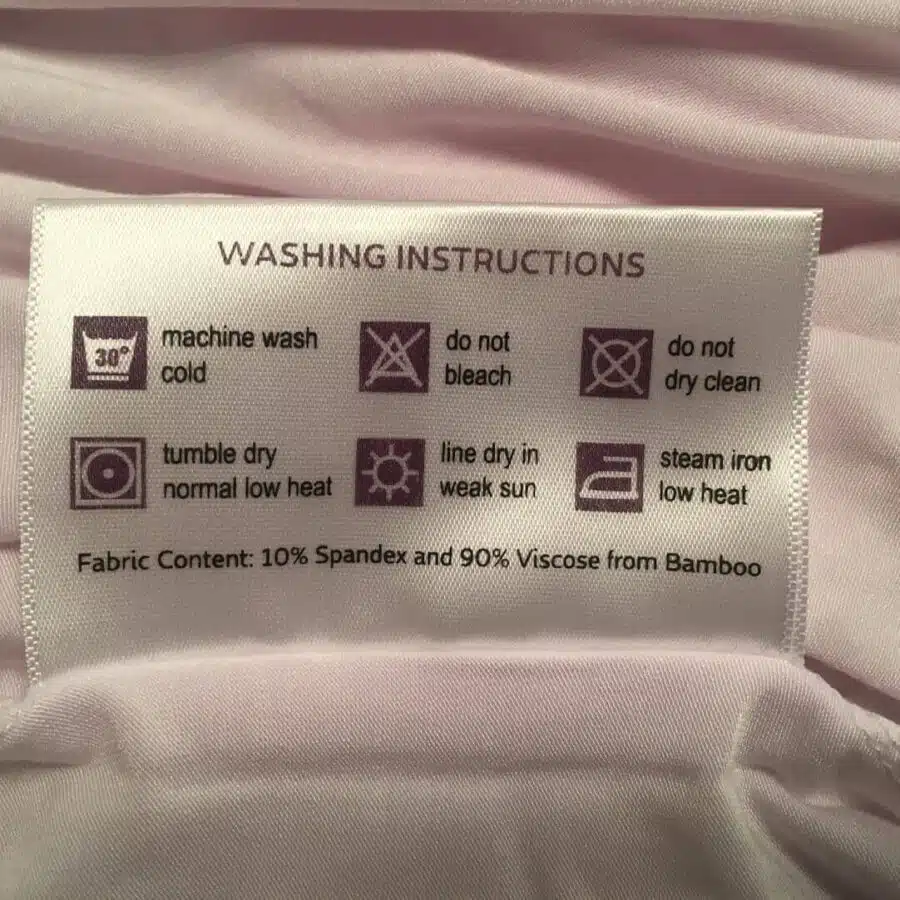 WASHING INSTRUCTIONS
30° machine wash
cold
do not
bleach
do not
dry clean
tumble dry
normal low heat
line dry in
weak sun
steam iron
low heat
Fabric Content: 10% Spandex and 90% Viscose from Bamboo